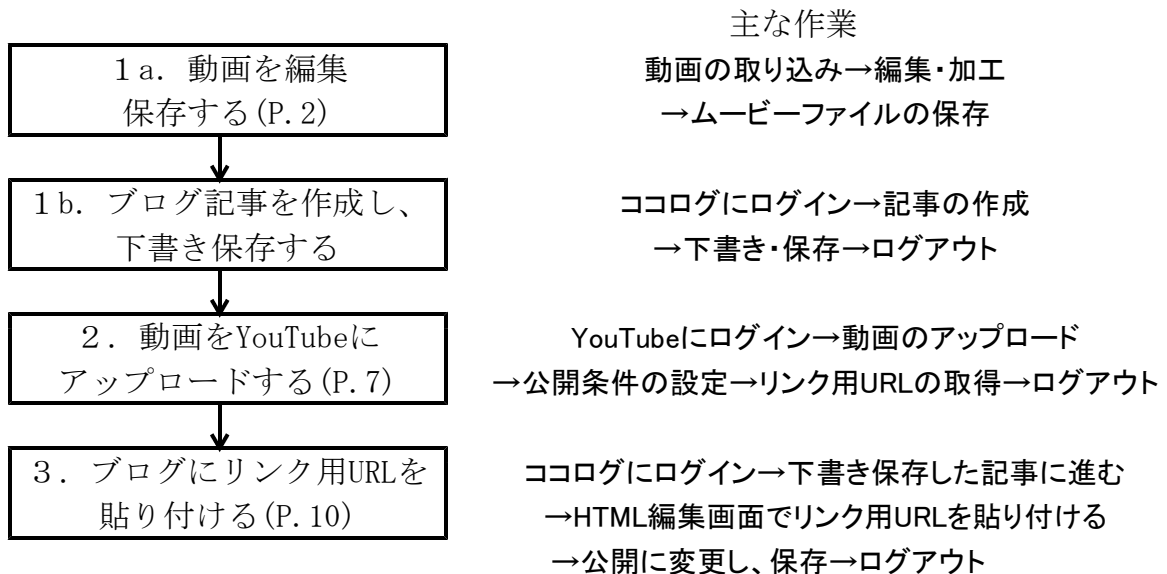 主な作業
１a. 動画を編集
保存する(P.2)
動画の取り込み→編集・加工
→ムービーファイルの保存
１b. ブログ記事を作成し、
下書き保存する
ココログにログイン→記事の作成
→下書き・保存→ログアウト
２. 動画をYouTubeに
アップロードする(P.7)
YouTubeにログイン→動画のアップロード
→公開条件の設定→リンク用URLの取得→ログアウト
３. ブログにリンク用URLを
貼り付ける(P.10)
ココログにログイン→下書き保存した記事に進む
→HTML編集画面でリンク用URLを貼り付ける
→公開に変更し、保存→ログアウト